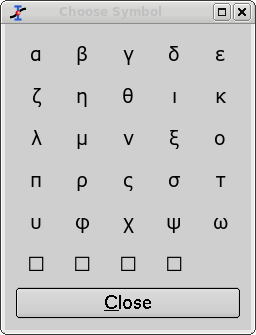 Choose Symbol
α β γ δ ε
ζ η θ ι κ
λ μ ν ξ ο
π ρ ς σ τ
υ φ χ ψ ω
□ □ □ □
Close